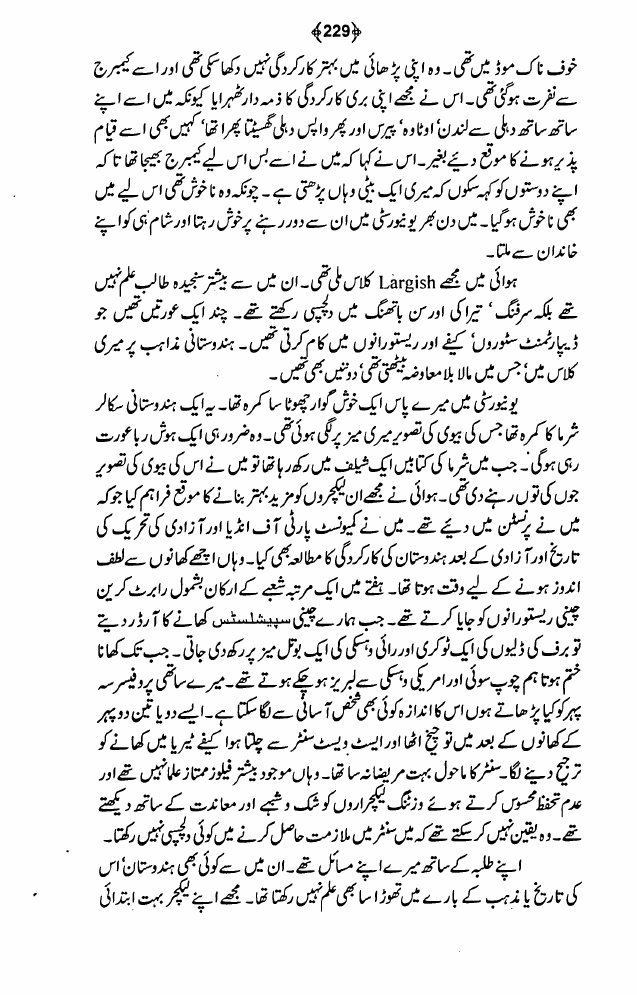 ﴿229﴾
خوف ناک موڈ میں تھی۔ وہ اپنی پڑھائی میں بہتر کارکردگی نہیں دکھا سکی تھی اور اسے کیمبرج
سے نفرت ہو گئی تھی۔ اس نے مجھے اپنی بری کارکردگی کا ذمہ دار ٹھہرایا کیونکہ میں اسے اپنے
ساتھ ساتھ دہلی سے لندن‘ اوٹاوہ‘ پیرس اور پھر واپس دہلی گھسیٹتا پھرا تھا‘ کہیں بھی اسے قیام
پذیر ہونے کا موقع دیئے بغیر۔ اس نے کہا کہ میں نے اسے بس اس لیے کیمبرج بھیجا تھا تا کہ
اپنے دوستوں کو کہہ سکوں کہ میری ایک بیٹی وہاں پڑھتی ہے۔ چونکہ وہ ناخوش تھی اس لیے میں
بھی ناخوش ہو گیا۔ میں دن بھر یونیورسٹی میں ان سے دور رہنے پر خوش رہتا اور شام ہی کو اپنے
خاندان سے ملتا۔
ہوائی میں مجھے Largish کلاس ملی تھی۔ ان میں سے بیشتر سنجیدہ طالب علم نہیں
تھے بلکہ سرفنگ‘ تیراکی اور سن باتھنگ میں دلچسپی رکھتے تھے۔ چند ایک عورتیں تھیں جو
ڈیپارٹمنٹ سٹوروں‘ کیفے اور ریستورانوں میں کام کرتی تھیں۔ ہندوستانی مذاہب پر میری
کلاس میں‘ جس میں مالا بلا معاوضہ بیٹھتی تھی‘ دو ننیں بھی تھیں۔
یونیورسٹی میں میرے پاس ایک خوش گوار چھوٹا سا کمرہ تھا۔ یہ ایک ہندوستانی سکالر
شرما کا کمرہ تھا جس کی بیوی کی تصویر میری میز پر لگی ہوئی تھی۔ وہ ضرور ہی ایک ہوش ربا عورت
رہی ہوگی۔ جب میں شرما کی کتابیں ایک شیلف میں رکھ رہا تھا تو میں نے اس کی بیوی کی تصویر
جوں کی توں رہنے دی تھی۔ ہوائی نے مجھے ان لیکچروں کو مزید بہتر بنانے کا موقع فراہم کیا جو کہ
میں نے پرنسٹن میں دیئے تھے۔ میں نے کمیونسٹ پارٹی آف انڈیا اور آزادی کی تحریک کی
تاریخ اور آزادی کے بعد ہندوستان کی کارکردگی کا مطالعہ بھی کیا۔ وہاں اچھے کھانوں سے لطف
اندوز ہونے کے لیے وقت ہوتا تھا۔ ہفتے میں ایک مرتبہ شعبے کے ارکان بشمول رابرٹ کرین
چینی ریستورانوں کو جایا کرتے تھے۔ جب ہمارے چینی سپیشلسٹس کھانے کا آرڈر دیتے
تو برف کی ڈلیوں کی ایک ٹوکری اور رائی وہسکی کی ایک بوتل میز پر رکھ دی جاتی۔ جب تک کھانا
ختم ہوتا ہم چوپ سوئی اور امریکی وہسکی سے لبریز ہو چکے ہوتے تھے۔ میرے ساتھی پروفیسر سہ
پہر کو کیا پڑھاتے ہوں اس کا اندازہ کوئی بھی شخص آسانی سے لگا سکتا ہے۔ ایسے دو یا تین دوپہر
کے کھانوں کے بعد میں تو چیخ اٹھا اور ایسٹ ویسٹ سنٹر سے چلتا ہوا کیفے ٹیریا میں کھانے کو
ترجیح دینے لگا۔ سنٹر کا ماحول بہت مریضانہ سا تھا۔ وہاں موجود بیشتر فیلوز ممتاز علما نہیں تھے اور
عدم تحفظ محسوس کرتے ہوئے وزٹنگ لیکچراروں کو شک و شبہے اور معاندت کے ساتھ دیکھتے
تھے۔ وہ یقین نہیں کر سکتے تھے کہ میں سنٹر میں ملازمت حاصل کرنے میں کوئی دلچسپی نہیں رکھتا۔
اپنے طلبہ کے ساتھ میرے اپنے مسائل تھے۔ ان میں سے کوئی بھی ہندوستان‘ اس
کی تاریخ یا مذہب کے بارے میں تھوڑا سا بھی علم نہیں رکھتا تھا۔ مجھے اپنے لیکچر بہت ابتدائی